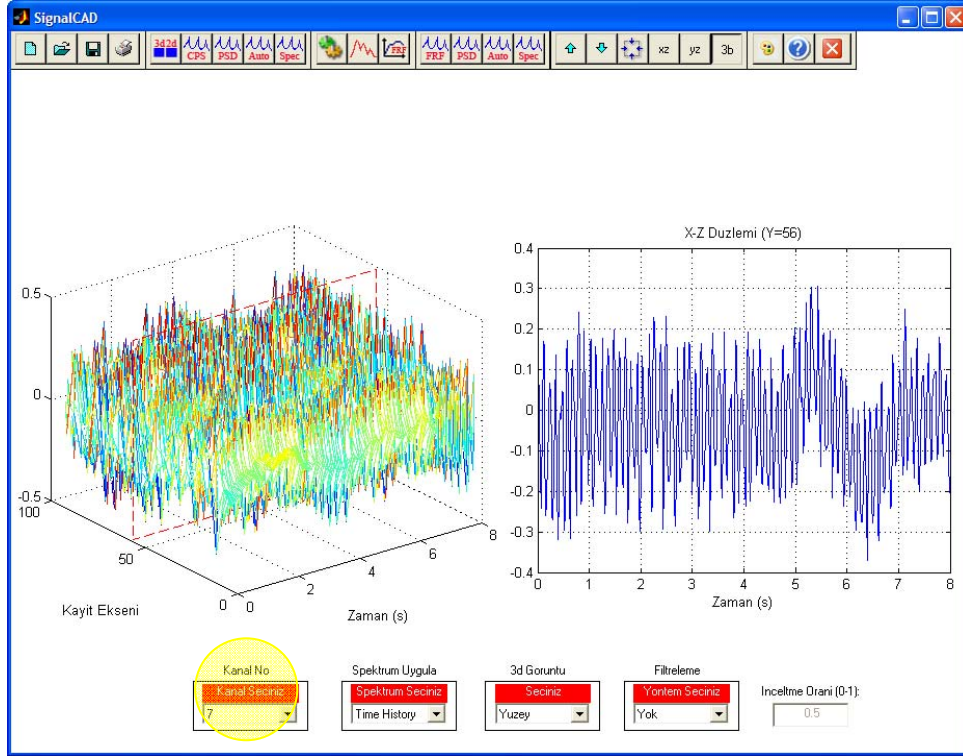 SignalCAD
3d2d CPS PSD Auto Spec FRF FRF PSD Auto Spec xz yz 3b
X-Z Duzlemi (Y=56)
0.5
0
-0.5
100
50
0
0
2
4
6
8
Kayit Ekseni
Zaman (s)
0.4
0.3
0.2
0.1
0
-0.1
-0.2
-0.3
-0.4
0 1 2 3 4 5 6 7 8
Zaman (s)
Kanal No
Kanal Seciniz
7
Spektrum Uygula
Spektrum Seciniz
Time History
3d Goruntu
Seciniz
Yuzey
Filtreleme
Yontem Seciniz
Yok
Inceltme Orani (0-1):
0.5